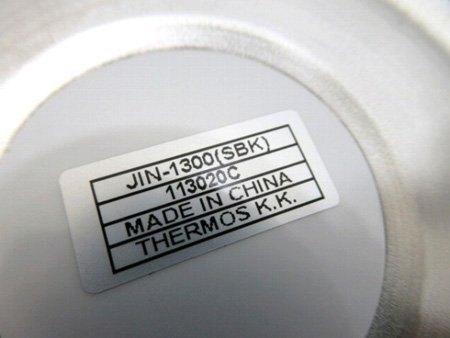 JIN-1300(SBK)
113020C
MADE IN CHINA
THERMOS K.K.